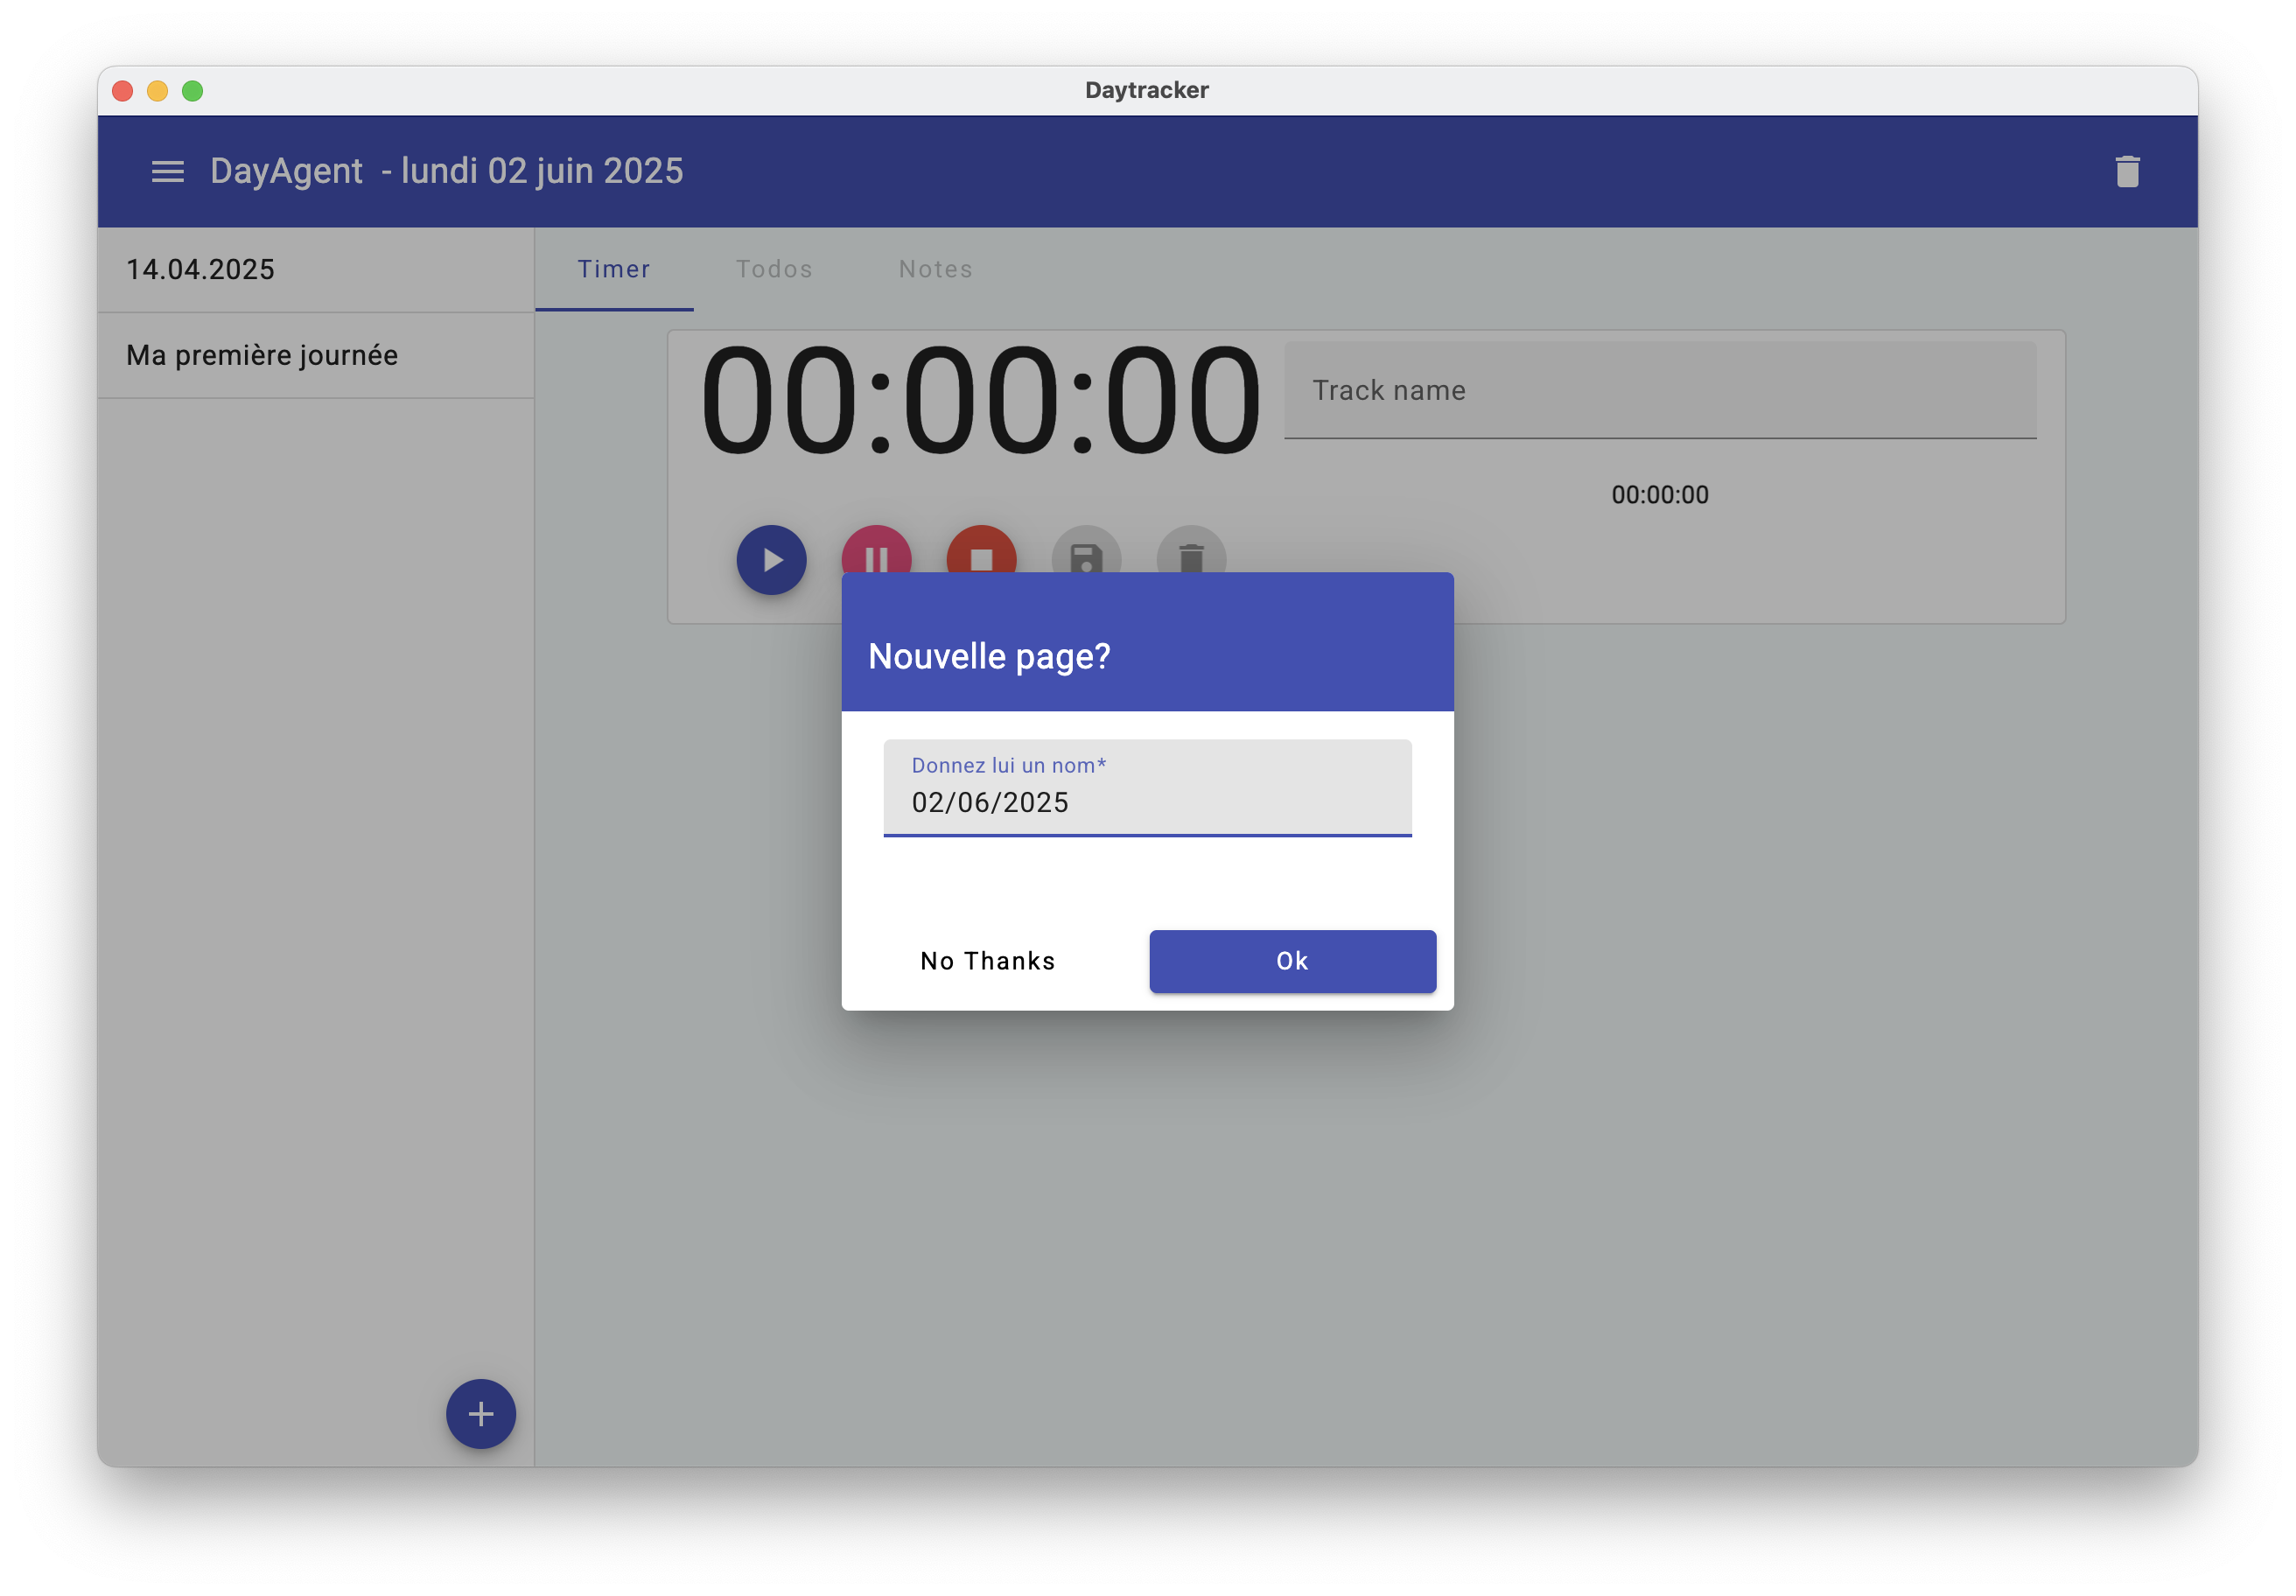 Daytracker
DayAgent - lundi 02 juin 2025
14.04.2025
Ma première journée
Timer
Todos
Notes
00:00:00
Track name
00:00:00
Nouvelle page?
Donnez lui un nom*
02/06/2025
No Thanks
Ok